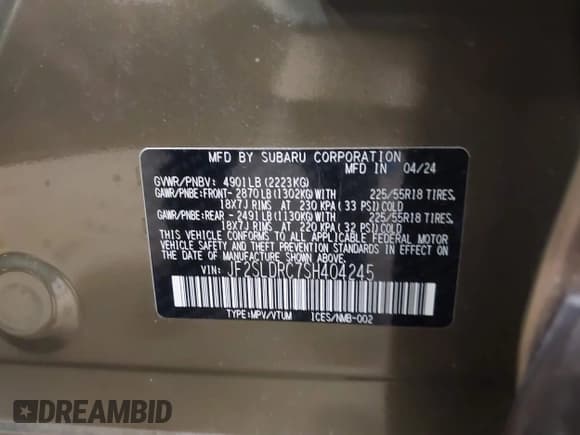 MFD BY SUBARU CORPORATION
MFD IN 04/24
GVWR/PNBV: 4901LB(2223KG)
GAWR/PNBE:FRONT- 2870LB(1302KG)WITH 225/55R18 TIRES,
18X7J RIMS AT 230 KPA(33 PSI)COLD
GAWR/PNBE:REAR -2491LB(1130KG)WITH 225/55R18 TIRES,
18X7J RIMS AT 220 KPA(32 PSI)COLD
THIS VEHICLE CONFORMS TO ALL APPLICABLE FEDERAL MOTOR
VEHICLE SAFETY AND THEFT PREVENTION STANDARDS IN EFFECT ON
THE DATE OF MANUFACTURE SHOWN ABOVE.
VIN: JF2SLDRC7SH404245
TYPE:MPV/VTUM ICES/NMB-002
DREAMBID